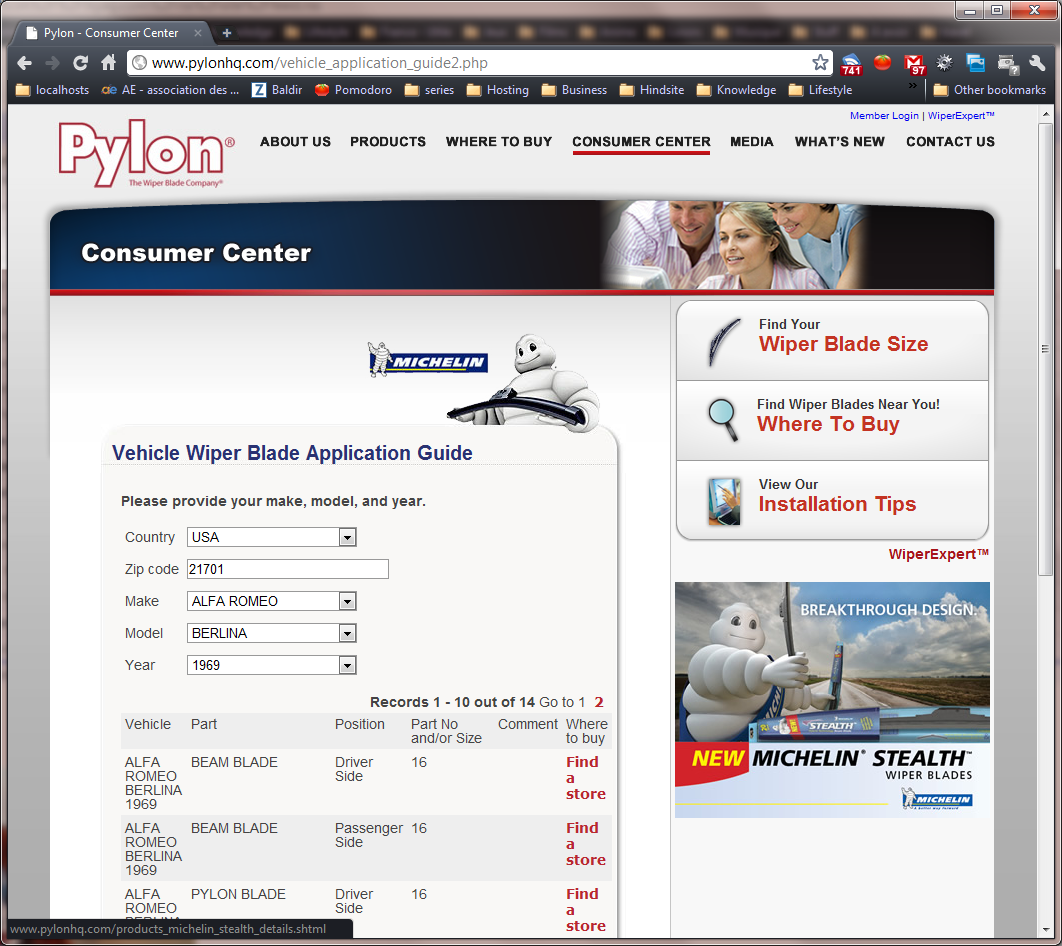 Pylon - Consumer Center
www.pylonhq.com/vehicle_application_guide2.php
741
97
?
localhosts
ae AE - association des ...
Z Baldir
Pomodoro
series
Hosting
Business
Hindsite
Knowledge
Lifestyle
»
Other bookmarks
Member Login | WiperExpert™
Pylon®
The Wiper Blade Company®
ABOUT US PRODUCTS WHERE TO BUY CONSUMER CENTER MEDIA WHAT'S NEW CONTACT US
Consumer Center
MICHELIN
Vehicle Wiper Blade Application Guide
Please provide your make, model, and year.
Country USA
Zip code 21701
Make ALFA ROMEO
Model BERLINA
Year 1969
Records 1 - 10 out of 14 Go to 1 2
Vehicle Part Position Part No Comment Where
and/or Size to buy
ALFA BEAM BLADE Driver 16 Find
ROMEO Side a
BERLINA store
1969
ALFA BEAM BLADE Passenger 16 Find
ROMEO Side a
BERLINA store
1969
ALFA PYLON BLADE Driver 16 Find
ROMEO Side a
BERLINA store
www.pylonhq.com/products_michelin_stealth_details.shtml
Find Your
Wiper Blade Size
Find Wiper Blades Near You!
Where To Buy
View Our
Installation Tips
WiperExpert™
BREAKTHROUGH DESIGN.
STEALTH
NEW MICHELIN® STEALTH™
WIPER BLADES
MICHELIN
A better way forward